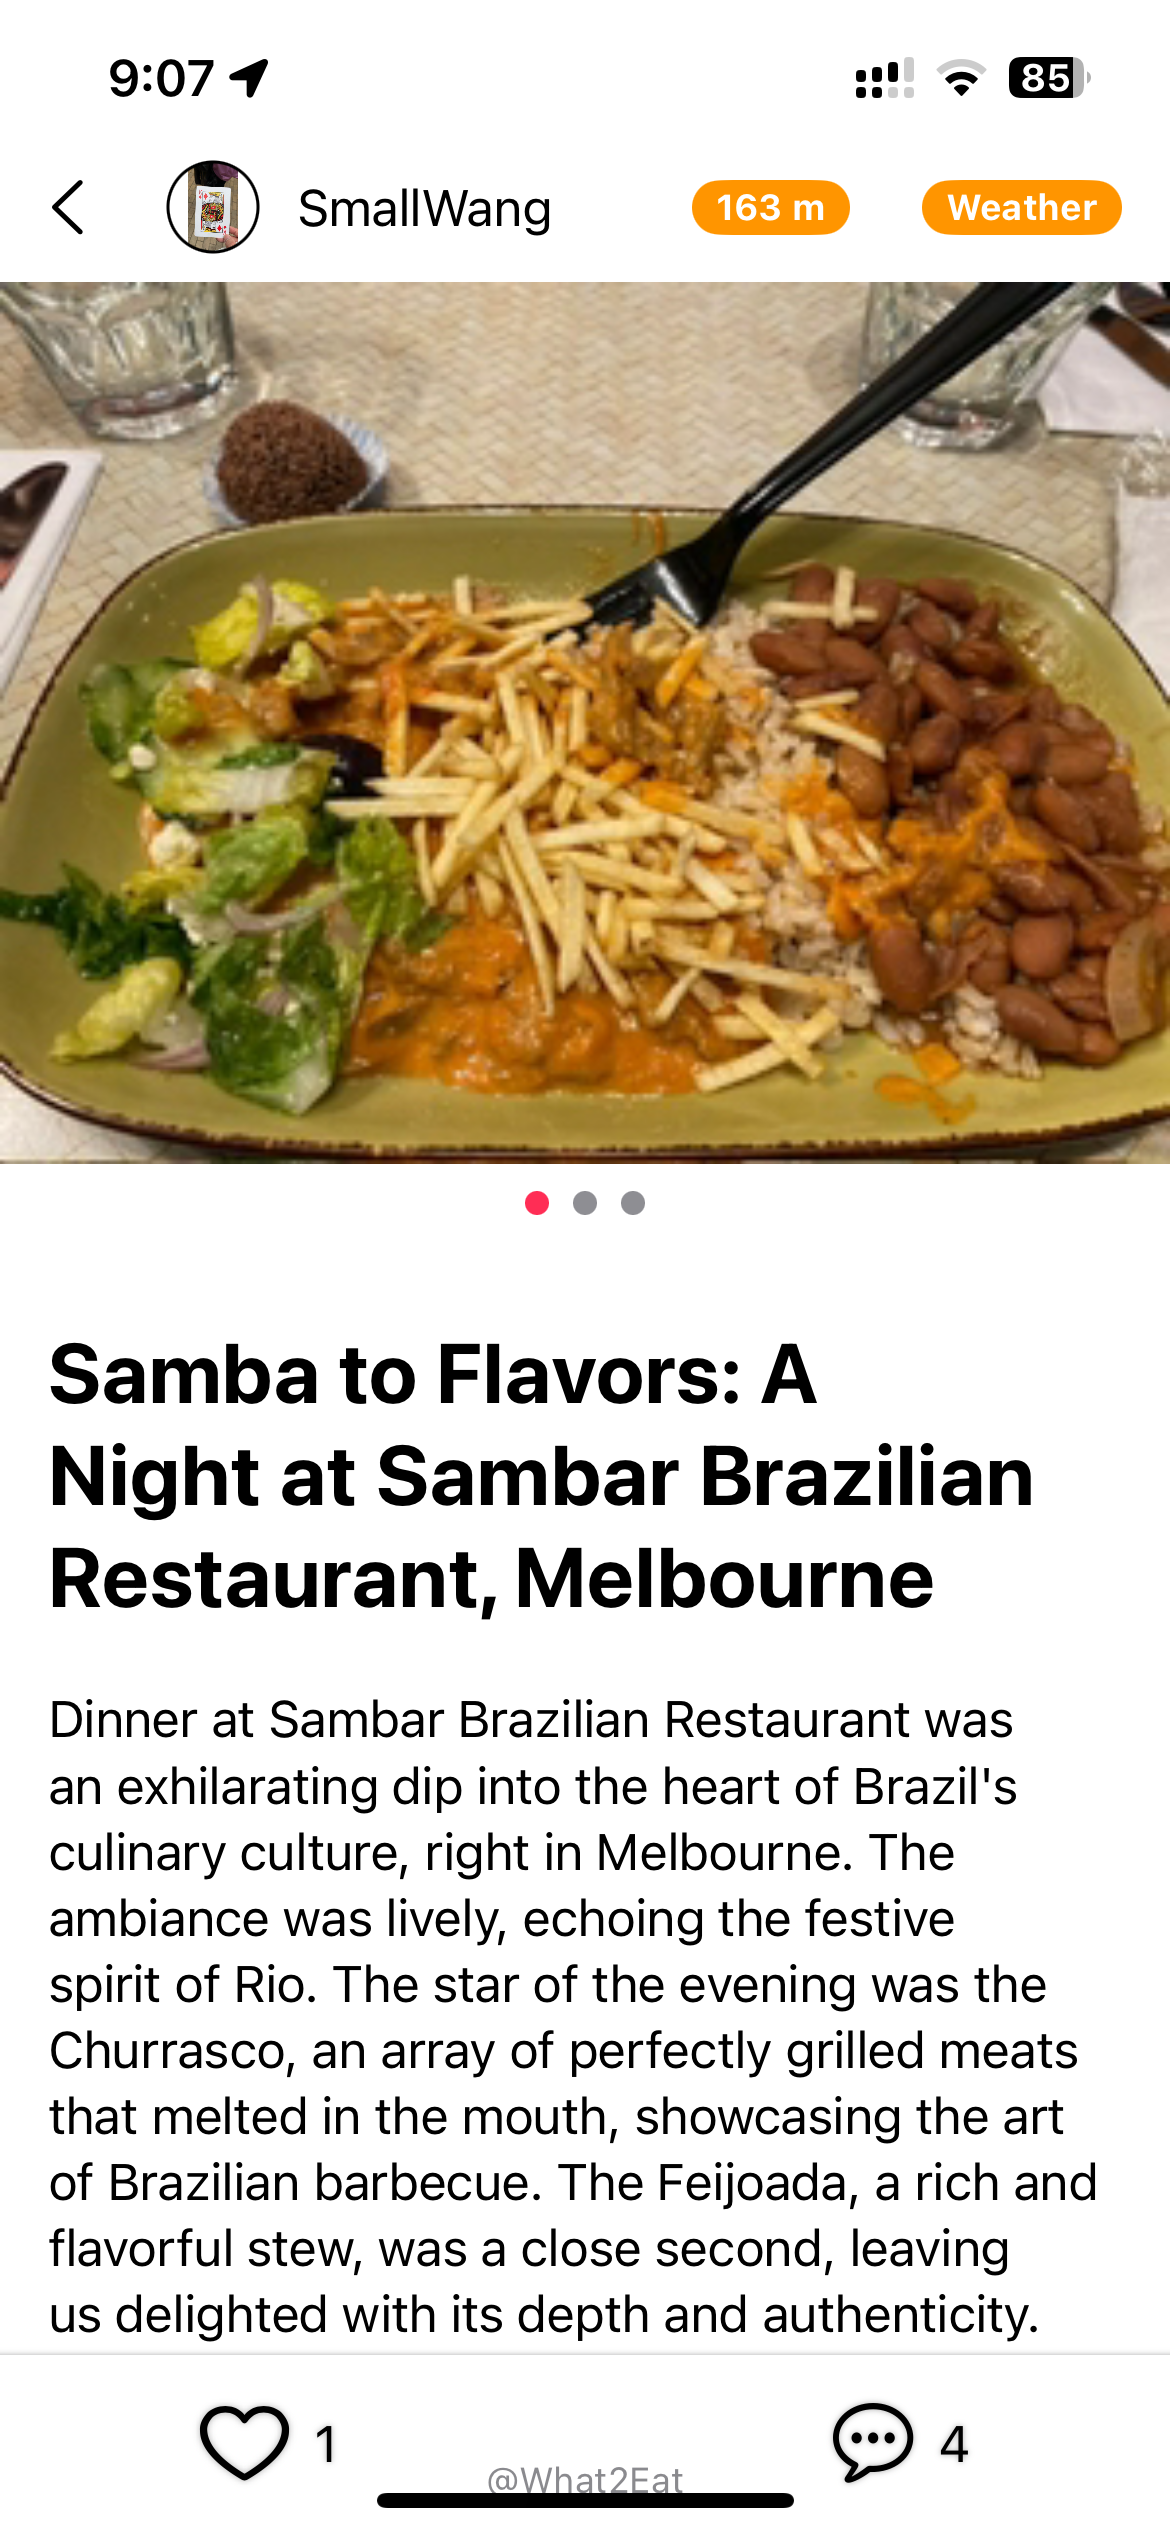 9:07
85
SmallWang
163 m
Weather
Samba to Flavors: A
Night at Sambar Brazilian
Restaurant, Melbourne
Dinner at Sambar Brazilian Restaurant was
an exhilarating dip into the heart of Brazil's
culinary culture, right in Melbourne. The
ambiance was lively, echoing the festive
spirit of Rio. The star of the evening was the
Churrasco, an array of perfectly grilled meats
that melted in the mouth, showcasing the art
of Brazilian barbecue. The Feijoada, a rich and
flavorful stew, was a close second, leaving
us delighted with its depth and authenticity.
1
4
@What2Eat